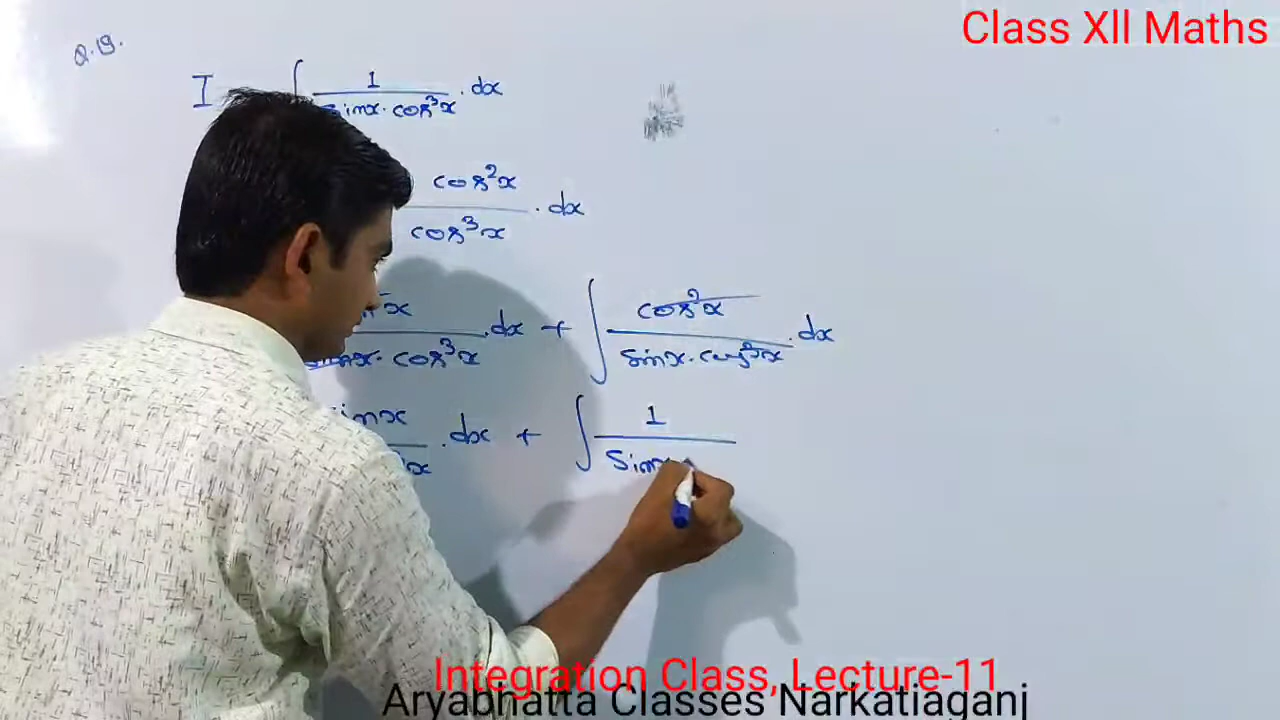 Class Xll Maths
Q.19.
I ∫ 1/(sinx·cos³x) .dx
cos²x / cos³x .dx
x / (sinx·cos³x) .dx + ∫ cos²x/(sinx·cos³x) .dx
sinx / x .dx + ∫ 1/Sinx
Integration Class, Lecture-11
Aryabhatta Classes Narkatiaganj